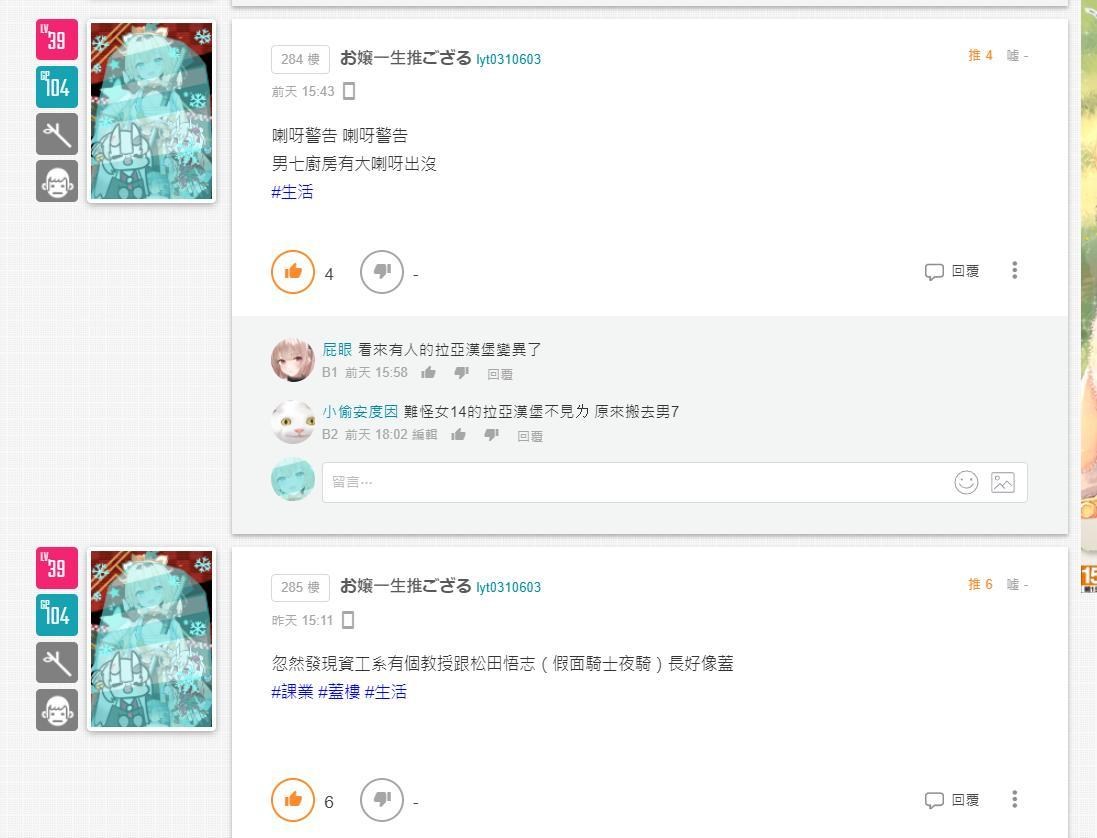 LV.
39
GP
104
284 樓
お嬢一生推ござる lyt0310603
推 4 噓 -
前天 15:43
喇呀警告 喇呀警告
男七廚房有大喇呀出沒
#生活
4
-
回覆
屁眼 看來有人的拉亞漢堡變異了
B1 前天 15:58 回覆
小偷安度因 難怪女14的拉亞漢堡不見ㄌ 原來搬去男7
B2 前天 18:02 編輯 回覆
留言…
LV.
39
GP
104
285 樓
お嬢一生推ござる lyt0310603
推 6 噓 -
昨天 15:11
忽然發現資工系有個教授跟松田悟志（假面騎士夜騎）長好像蓋
#課業 #蓋樓 #生活
6
-
回覆